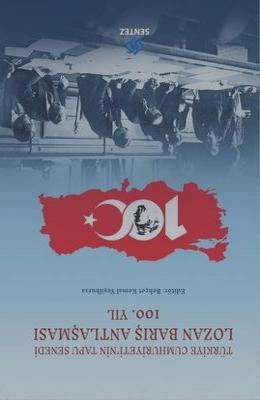 TÜRKİYE CUMHURİYETİ'NİN TAPU SENEDİ
LOZAN BARIŞ ANTLAŞMASI
100. YIL
Editör: Behçet Kemal Yeşilbursa
100
SENTEZ